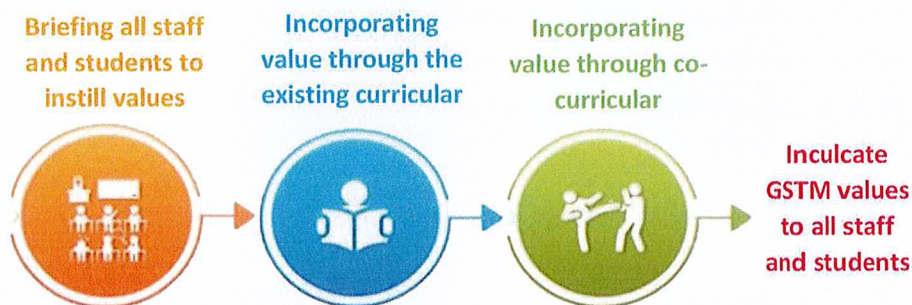 Briefing all staff
and students to
instill values
Incorporating
value through the
existing curricular
Incorporating
value through co-
curricular
Inculcate
GSTM values
to all staff
and students